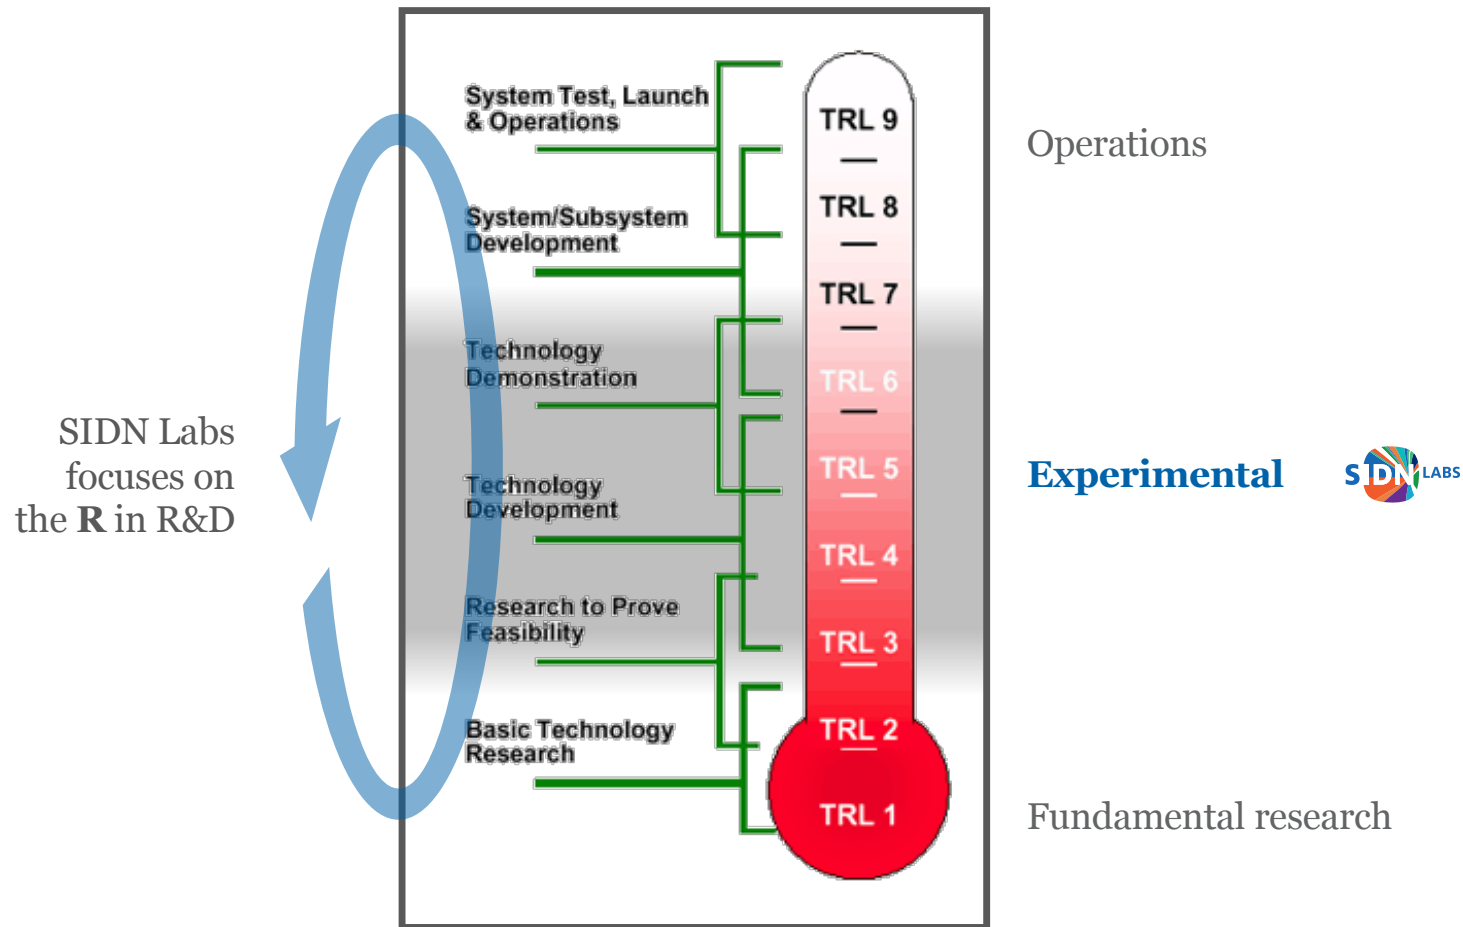 SIDN Labs
focuses on
the R in R&D
System Test, Launch
& Operations
System/Subsystem
Development
Technology
Demonstration
Technology
Development
Research to Prove
Feasibility
Basic Technology
Research
TRL 9
TRL 8
TRL 7
TRL 6
TRL 5
TRL 4
TRL 3
TRL 2
TRL 1
Operations
Experimental
SIDN LABS
Fundamental research